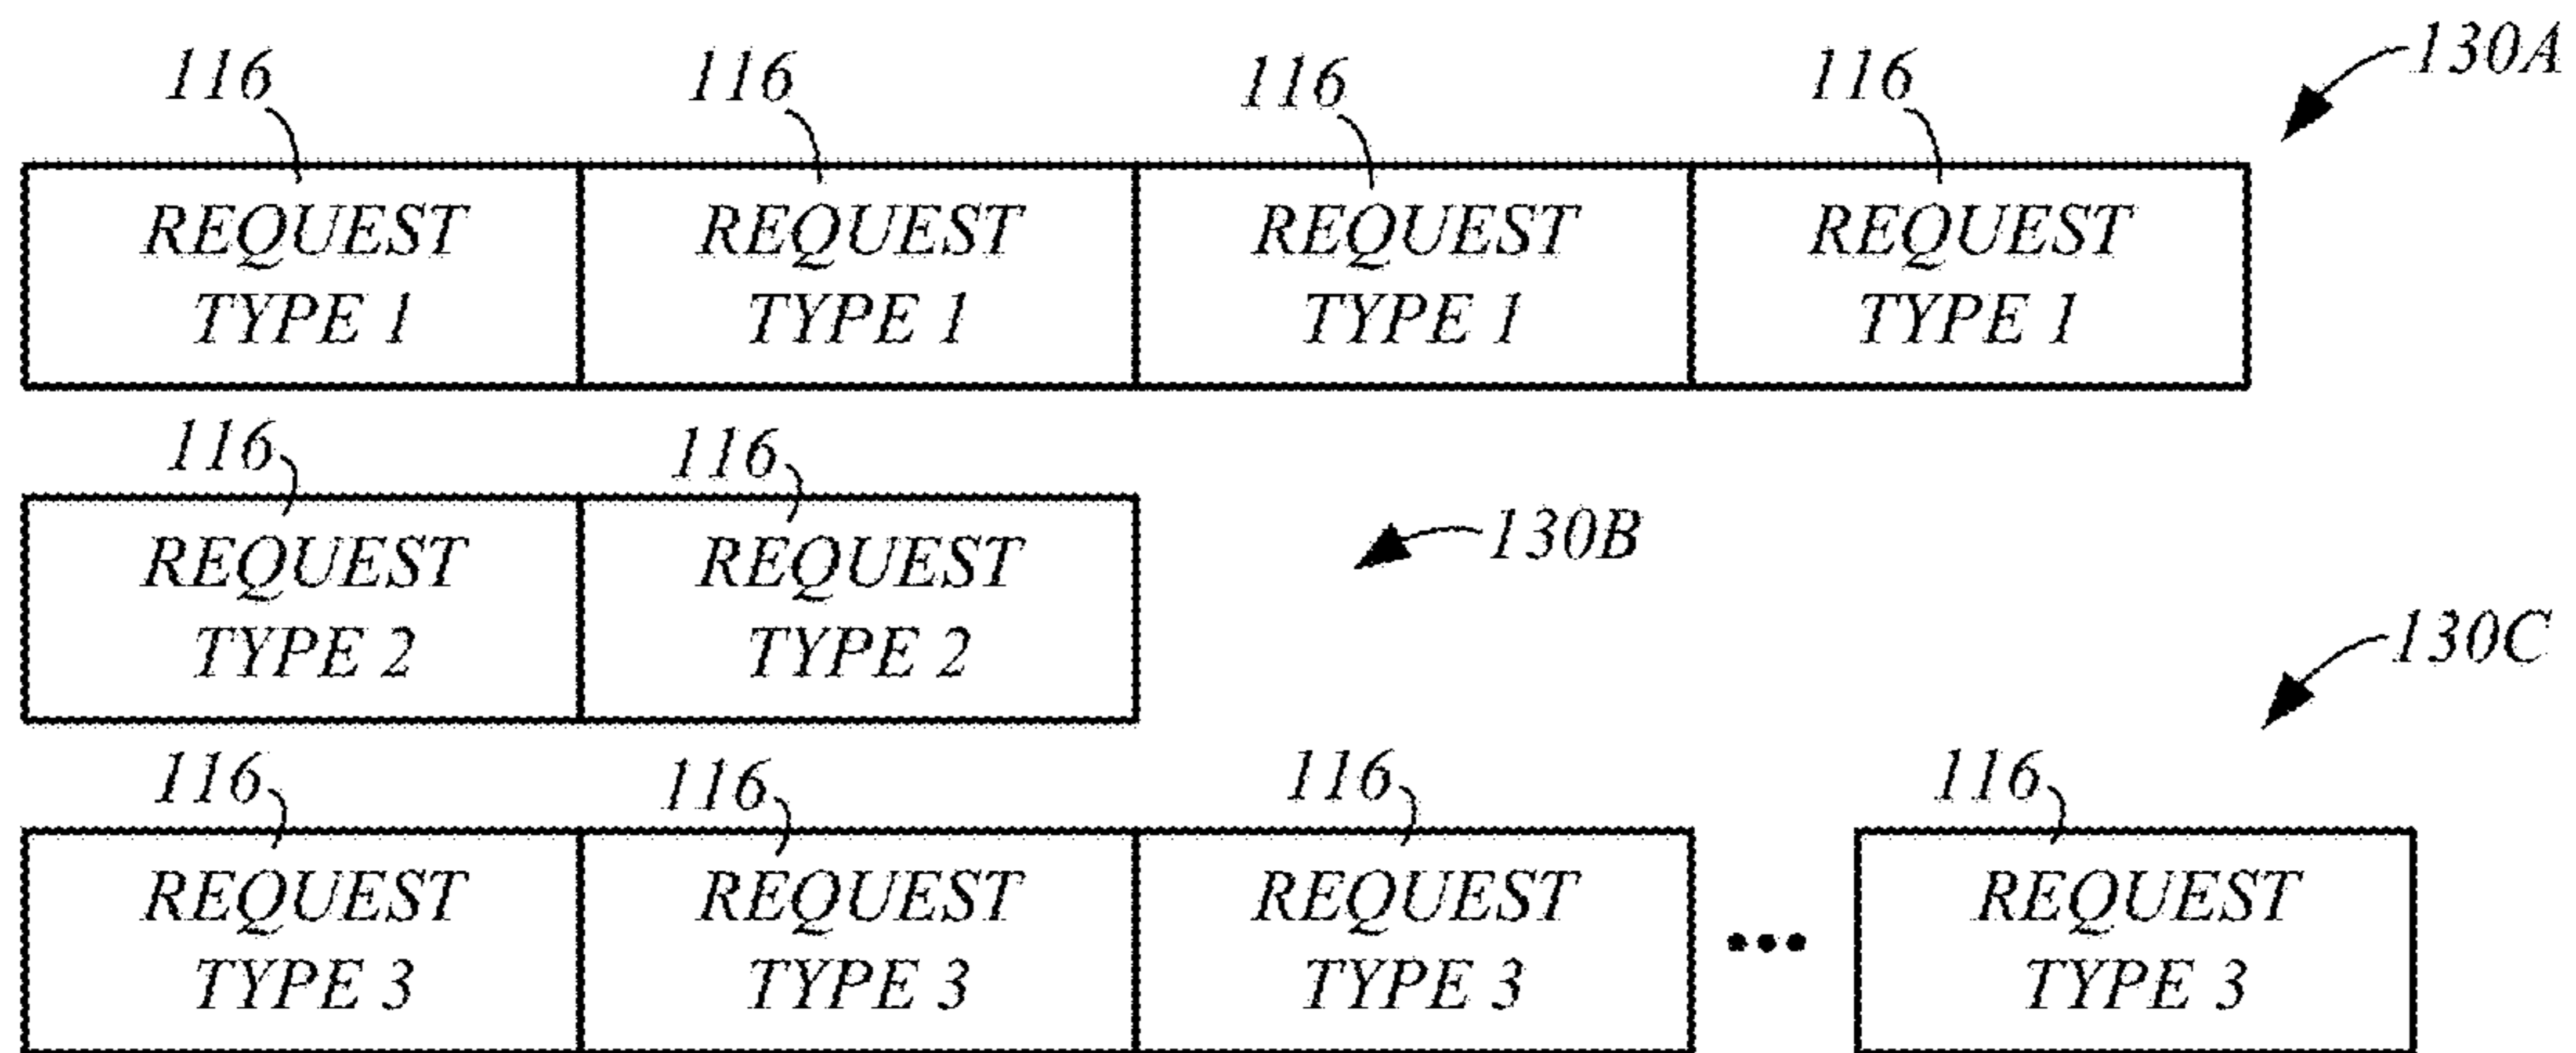 116 116 116 116 130A
REQUEST REQUEST REQUEST REQUEST
TYPE 1 TYPE 1 TYPE 1 TYPE 1
116 116
130B
REQUEST REQUEST
TYPE 2 TYPE 2
130C
116 116 116 116
REQUEST REQUEST REQUEST ... REQUEST
TYPE 3 TYPE 3 TYPE 3 TYPE 3